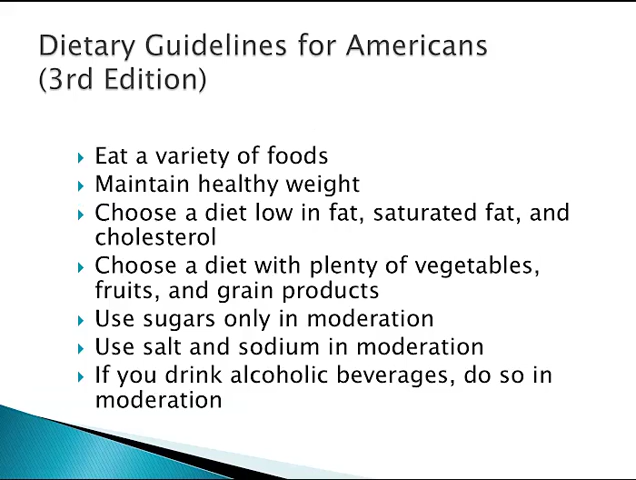 Dietary Guidelines for Americans
(3rd Edition)
Eat a variety of foods
Maintain healthy weight
Choose a diet low in fat, saturated fat, and
cholesterol
Choose a diet with plenty of vegetables,
fruits, and grain products
Use sugars only in moderation
Use salt and sodium in moderation
If you drink alcoholic beverages, do so in
moderation